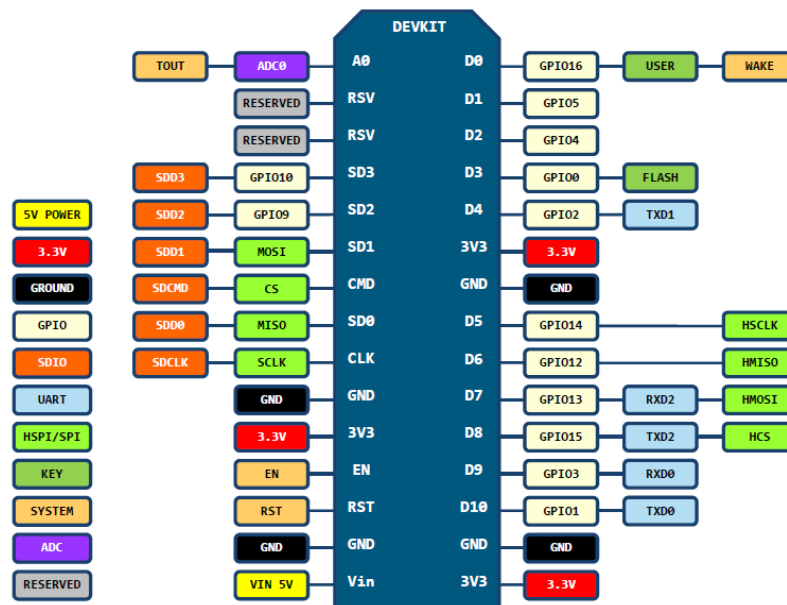 DEVKIT
TOUT ADC0 A0 D0 GPIO16 USER WAKE
RESERVED RSV D1 GPIO5
RESERVED RSV D2 GPIO4
SDD3 GPIO10 SD3 D3 GPIO0 FLASH
5V POWER SDD2 GPIO9 SD2 D4 GPIO2 TXD1
3.3V SDD1 MOSI SD1 3V3 3.3V
GROUND SDCMD CS CMD GND GND
GPIO SDD0 MISO SD0 D5 GPIO14 HSCLK
SDIO SDCLK SCLK CLK D6 GPIO12 HMISO
UART GND GND D7 GPIO13 RXD2 HMOSI
HSPI/SPI 3.3V 3V3 D8 GPIO15 TXD2 HCS
KEY EN EN D9 GPIO3 RXD0
SYSTEM RST RST D10 GPIO1 TXD0
ADC GND GND GND GND
RESERVED VIN 5V Vin 3V3 3.3V